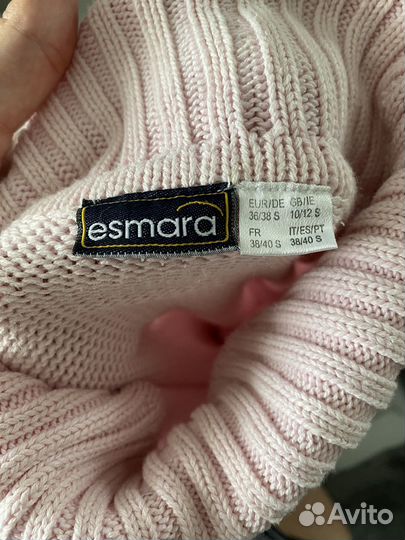 esmara
EUR/DE GB/IE
36/38 S 10/12 S
FR IT/ES/PT
38/40 S 38/40 S
Avito